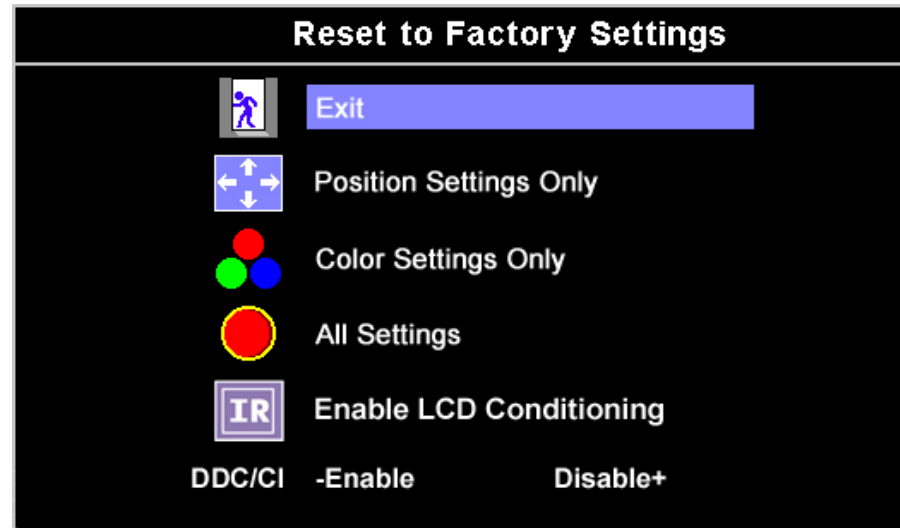 Reset to Factory Settings
Exit
Position Settings Only
Color Settings Only
All Settings
IR Enable LCD Conditioning
DDC/CI -Enable Disable+